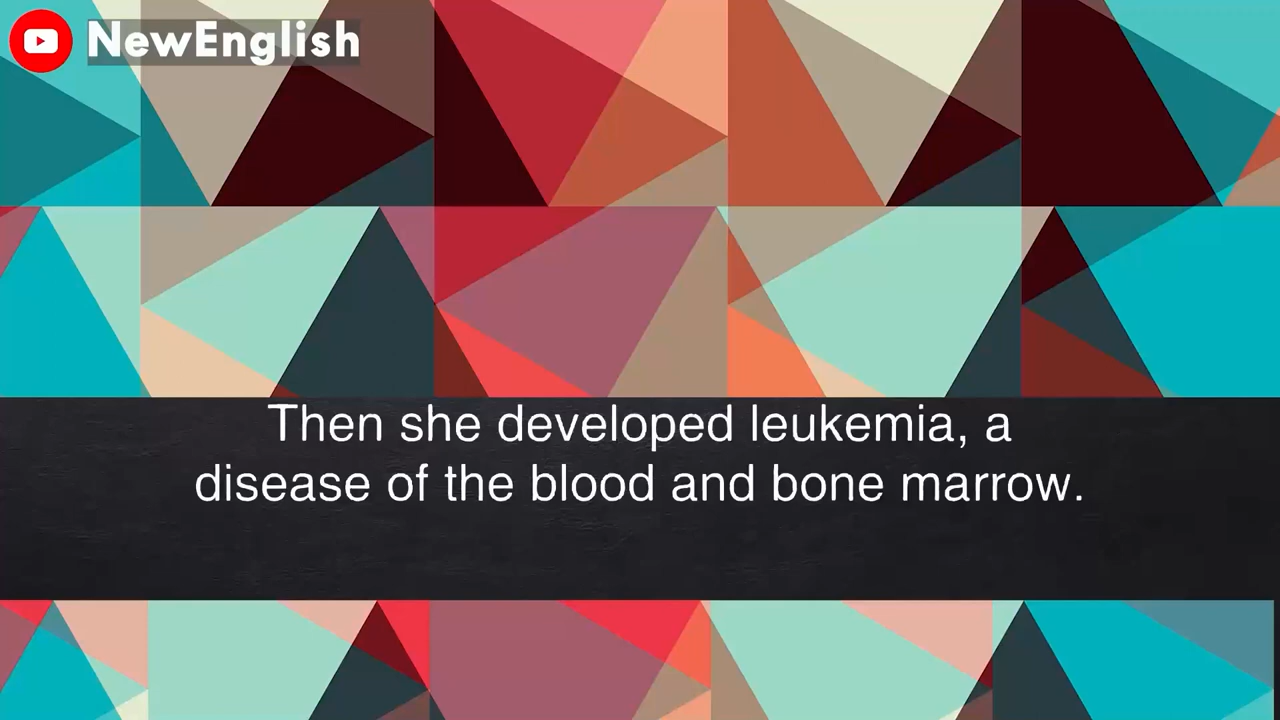 NewEnglish
Then she developed leukemia, a
disease of the blood and bone marrow.